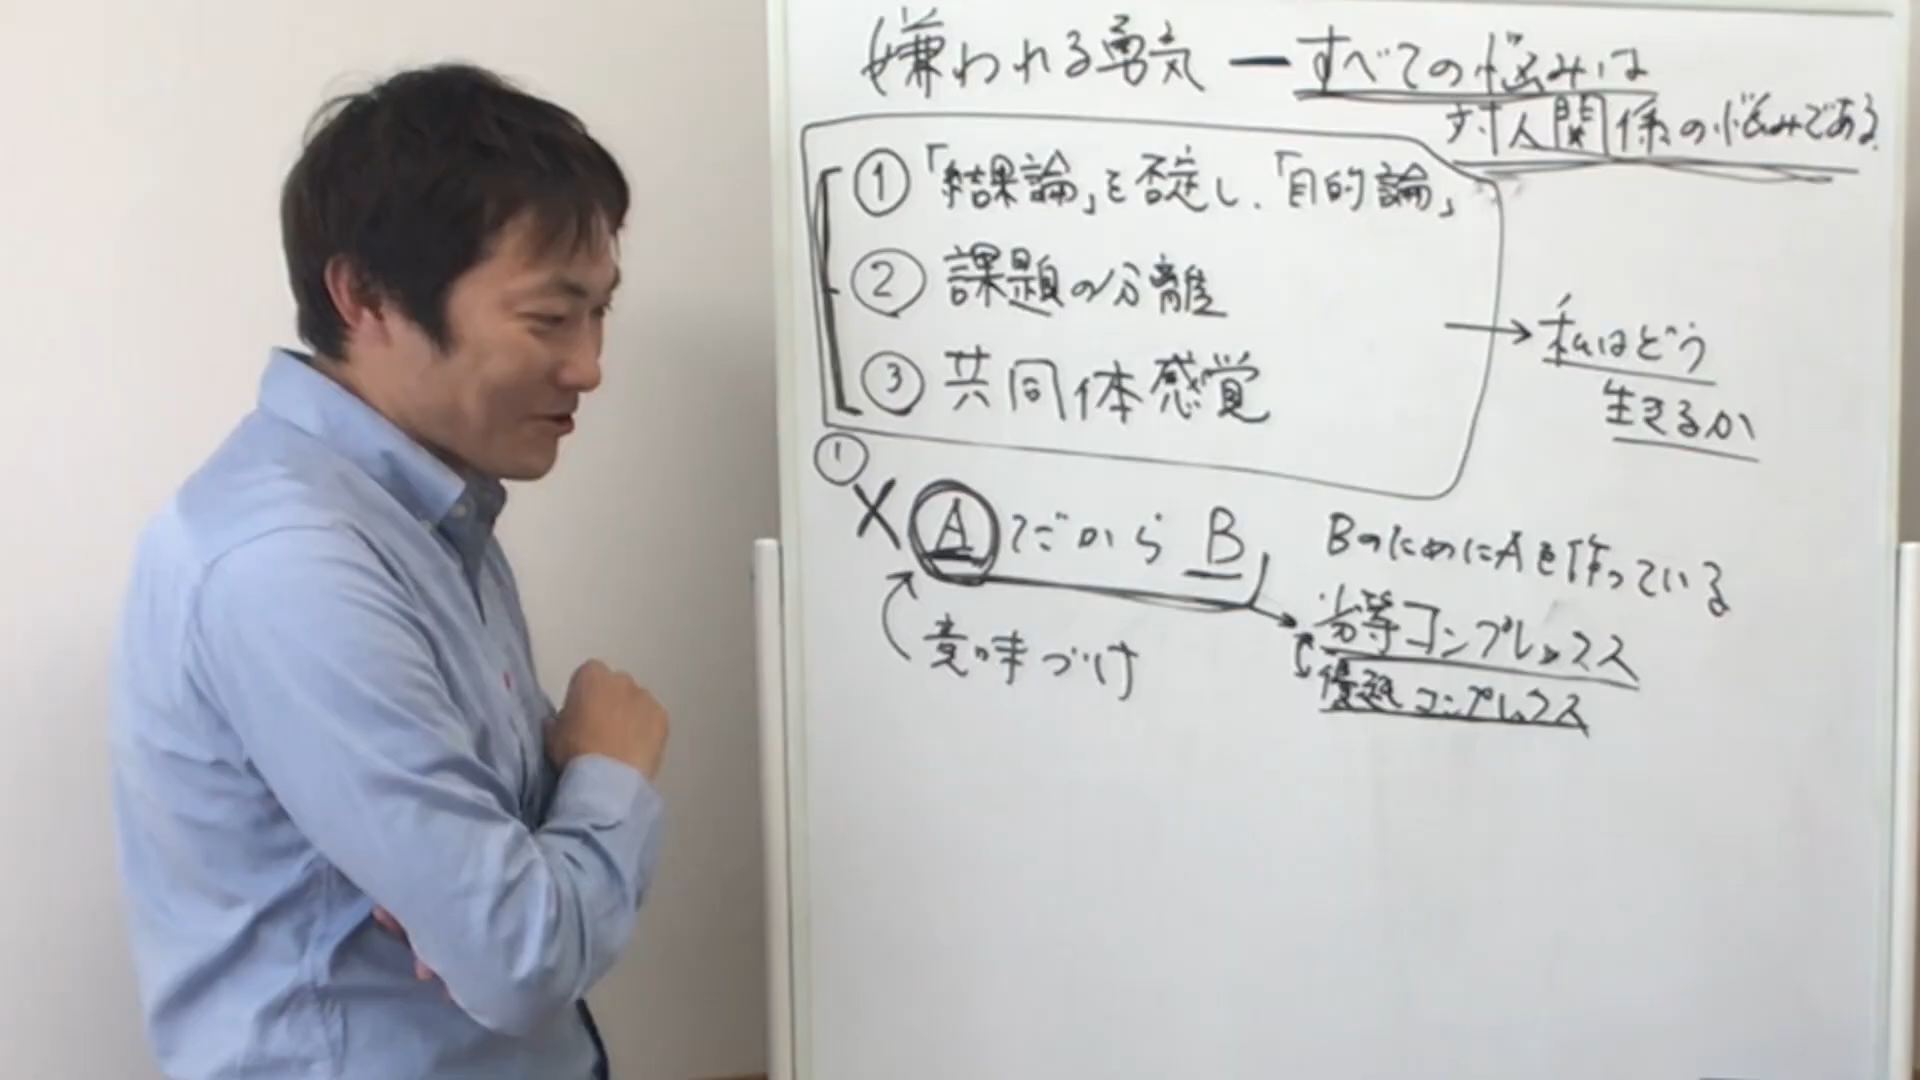 嫌われる勇気 ― すべての悩みは
対人関係の悩みである
① 「結果論」を否定し、「目的論」
② 課題の分離
③ 共同体感覚
→ 私はどう
生きるか
①
X A だから B
意味づけ
BのためにAを作っている
劣等コンプレックス
優越コンプレックス